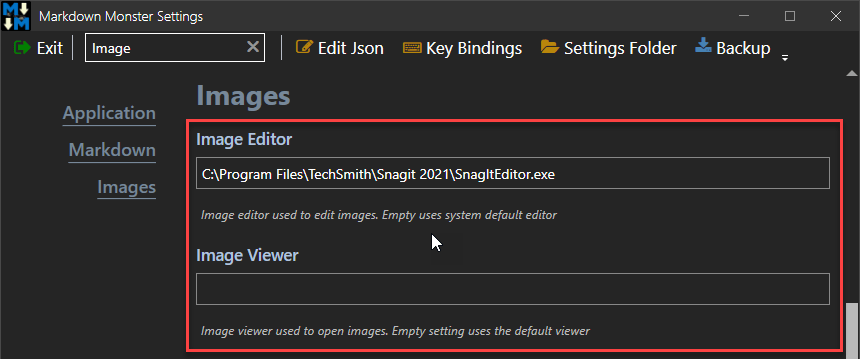 Markdown Monster Settings
Exit Image Edit Json Key Bindings Settings Folder Backup
Images
Application
Markdown
Images
Image Editor
C:\Program Files\TechSmith\Snagit 2021\SnagItEditor.exe
Image editor used to edit images. Empty uses system default editor
Image Viewer
Image viewer used to open images. Empty setting uses the default viewer